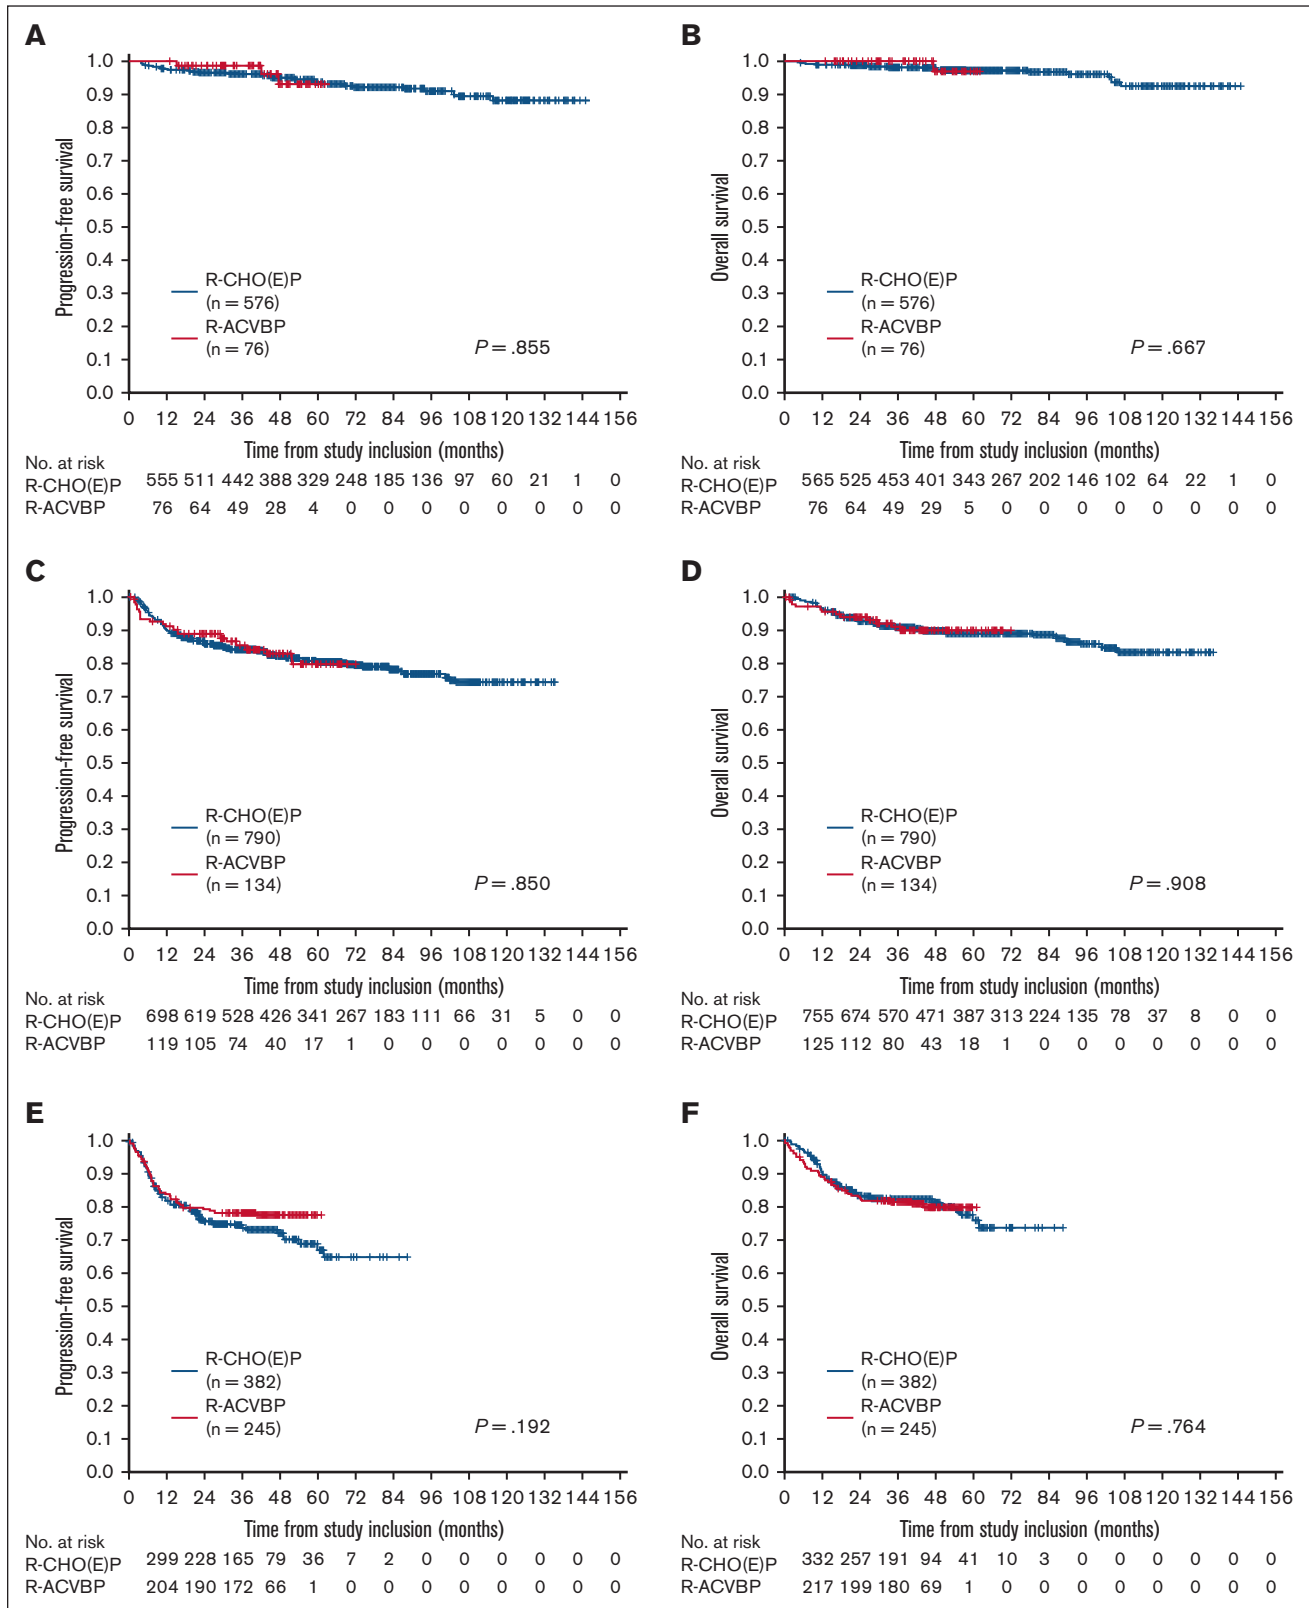 A
Progression-free survival
1.0
0.9
0.8
0.7
0.6
0.5
0.4
0.3
0.2
0.1
0.0
R-CHO(E)P
(n = 576)
R-ACVBP
(n = 76)
P = .855
0 12 24 36 48 60 72 84 96 108 120 132 144 156
Time from study inclusion (months)
No. at risk
R-CHO(E)P 555 511 442 388 329 248 185 136 97 60 21 1 0
R-ACVBP 76 64 49 28 4 0 0 0 0 0 0 0 0
B
Overall survival
1.0
0.9
0.8
0.7
0.6
0.5
0.4
0.3
0.2
0.1
0.0
R-CHO(E)P
(n = 576)
R-ACVBP
(n = 76)
P = .667
0 12 24 36 48 60 72 84 96 108 120 132 144 156
Time from study inclusion (months)
No. at risk
R-CHO(E)P 565 525 453 401 343 267 202 146 102 64 22 1 0
R-ACVBP 76 64 49 29 5 0 0 0 0 0 0 0 0
C
Progression-free survival
1.0
0.9
0.8
0.7
0.6
0.5
0.4
0.3
0.2
0.1
0.0
R-CHO(E)P
(n = 790)
R-ACVBP
(n = 134)
P = .850
0 12 24 36 48 60 72 84 96 108 120 132 144 156
Time from study inclusion (months)
No. at risk
R-CHO(E)P 698 619 528 426 341 267 183 111 66 31 5 0 0
R-ACVBP 119 105 74 40 17 1 0 0 0 0 0 0 0
D
Overall survival
1.0
0.9
0.8
0.7
0.6
0.5
0.4
0.3
0.2
0.1
0.0
R-CHO(E)P
(n = 790)
R-ACVBP
(n = 134)
P = .908
0 12 24 36 48 60 72 84 96 108 120 132 144 156
Time from study inclusion (months)
No. at risk
R-CHO(E)P 755 674 570 471 387 313 224 135 78 37 8 0 0
R-ACVBP 125 112 80 43 18 1 0 0 0 0 0 0 0
E
Progression-free survival
1.0
0.9
0.8
0.7
0.6
0.5
0.4
0.3
0.2
0.1
0.0
R-CHO(E)P
(n = 382)
R-ACVBP
(n = 245)
P = .192
0 12 24 36 48 60 72 84 96 108 120 132 144 156
Time from study inclusion (months)
No. at risk
R-CHO(E)P 299 228 165 79 36 7 2 0 0 0 0 0 0
R-ACVBP 204 190 172 66 1 0 0 0 0 0 0 0 0
F
Overall survival
1.0
0.9
0.8
0.7
0.6
0.5
0.4
0.3
0.2
0.1
0.0
R-CHO(E)P
(n = 382)
R-ACVBP
(n = 245)
P = .764
0 12 24 36 48 60 72 84 96 108 120 132 144 156
Time from study inclusion (months)
No. at risk
R-CHO(E)P 332 257 191 94 41 10 3 0 0 0 0 0 0
R-ACVBP 217 199 180 69 1 0 0 0 0 0 0 0 0